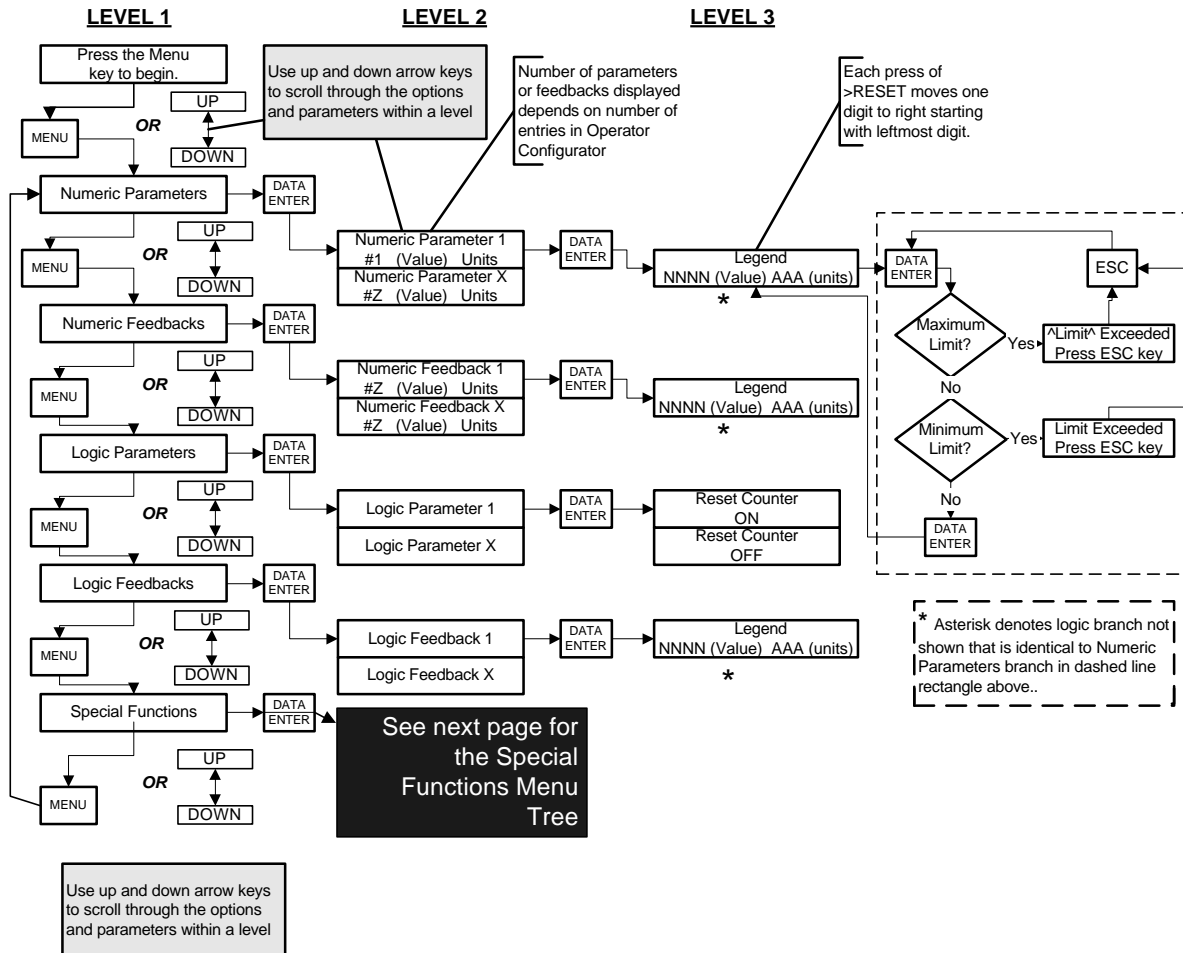 LEVEL 1
LEVEL 2
LEVEL 3
Press the Menu
key to begin.
Use up and down arrow keys
to scroll through the options
and parameters within a level
Number of parameters
or feedbacks displayed
depends on number of
entries in Operator
Configurator
Each press of
>RESET moves one
digit to right starting
with leftmost digit.
MENU
OR
UP
DOWN
Numeric Parameters
DATA
ENTER
Numeric Parameter 1
#1 (Value) Units
Numeric Parameter X
#Z (Value) Units
DATA
ENTER
Legend
NNNN (Value) AAA (units)
*
DATA
ENTER
ESC
Maximum
Limit?
Yes
^Limit^ Exceeded
Press ESC key
No
Minimum
Limit?
Yes
Limit Exceeded
Press ESC key
No
DATA
ENTER
MENU
OR
UP
DOWN
Numeric Feedbacks
DATA
ENTER
Numeric Feedback 1
#Z (Value) Units
Numeric Feedback X
#Z (Value) Units
DATA
ENTER
Legend
NNNN (Value) AAA (units)
*
MENU
OR
UP
DOWN
Logic Parameters
DATA
ENTER
Logic Parameter 1
Logic Parameter X
DATA
ENTER
Reset Counter
ON
Reset Counter
OFF
MENU
OR
UP
DOWN
Logic Feedbacks
DATA
ENTER
Logic Feedback 1
Logic Feedback X
DATA
ENTER
Legend
NNNN (Value) AAA (units)
*
* Asterisk denotes logic branch not
shown that is identical to Numeric
Parameters branch in dashed line
rectangle above..
MENU
OR
UP
DOWN
Special Functions
DATA
ENTER
See next page for
the Special
Functions Menu
Tree
MENU
OR
UP
DOWN
Use up and down arrow keys
to scroll through the options
and parameters within a level